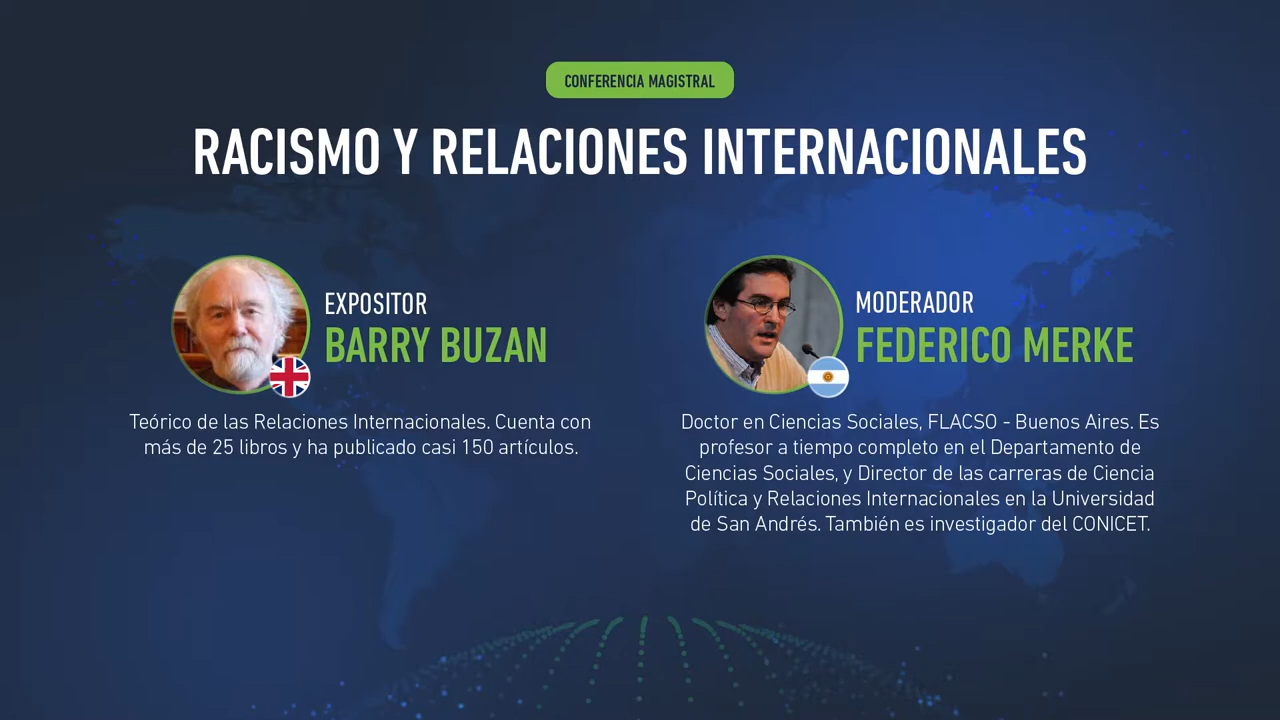 CONFERENCIA MAGISTRAL
RACISMO Y RELACIONES INTERNACIONALES
EXPOSITOR
BARRY BUZAN
Teórico de las Relaciones Internacionales. Cuenta con
más de 25 libros y ha publicado casi 150 artículos.
MODERADOR
FEDERICO MERKE
Doctor en Ciencias Sociales, FLACSO - Buenos Aires. Es
profesor a tiempo completo en el Departamento de
Ciencias Sociales, y Director de las carreras de Ciencia
Política y Relaciones Internacionales en la Universidad
de San Andrés. También es investigador del CONICET.